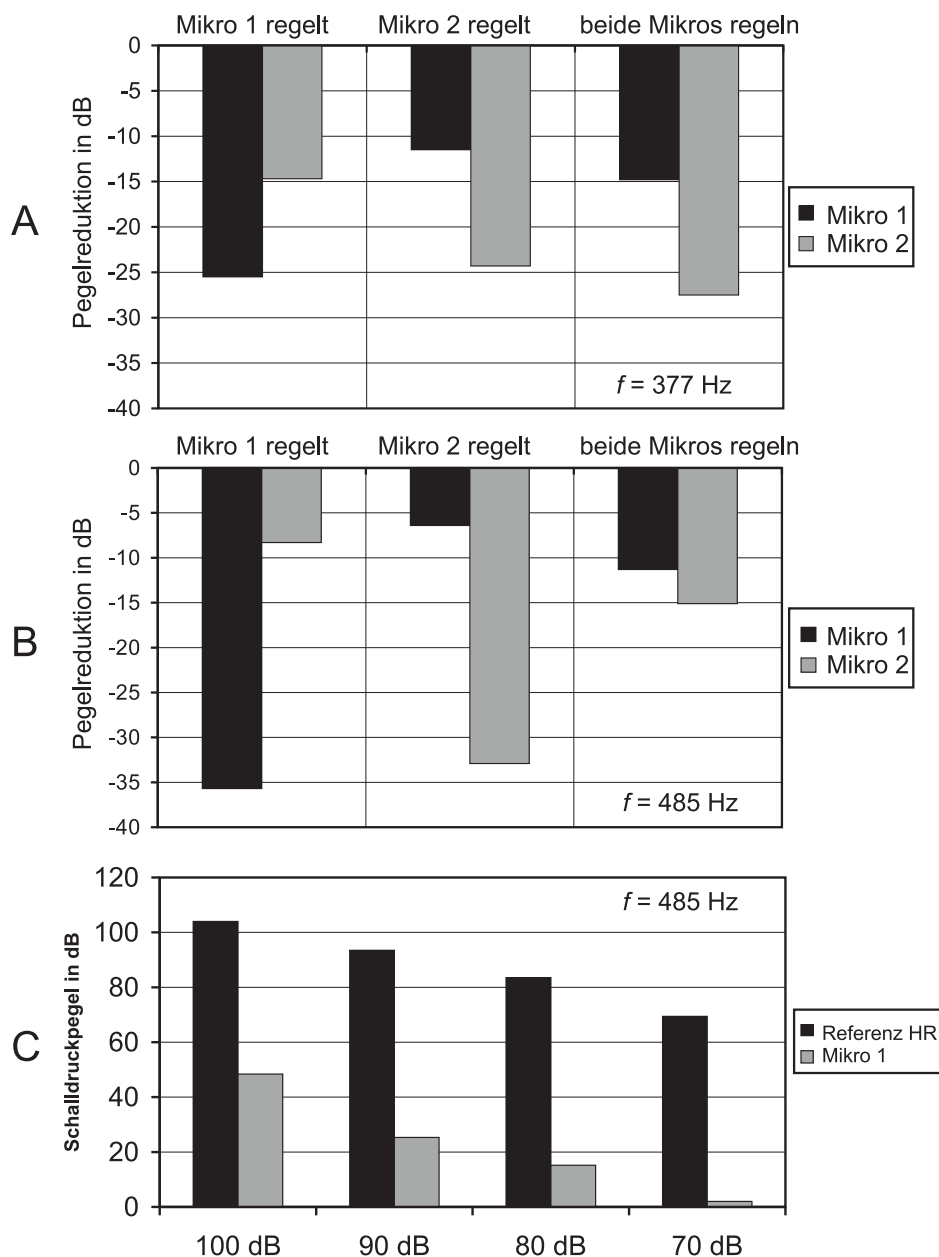 Mikro 1 regelt Mikro 2 regelt beide Mikros regeln
0
-5
-10
-15
-20
-25
-30
-35
-40
Pegelreduktion in dB
A
Mikro 1
Mikro 2
f = 377 Hz
Mikro 1 regelt Mikro 2 regelt beide Mikros regeln
0
-5
-10
-15
-20
-25
-30
-35
-40
Pegelreduktion in dB
B
Mikro 1
Mikro 2
f = 485 Hz
120
100
80
60
40
20
0
Schalldruckpegel in dB
C
f = 485 Hz
Referenz HR
Mikro 1
100 dB 90 dB 80 dB 70 dB